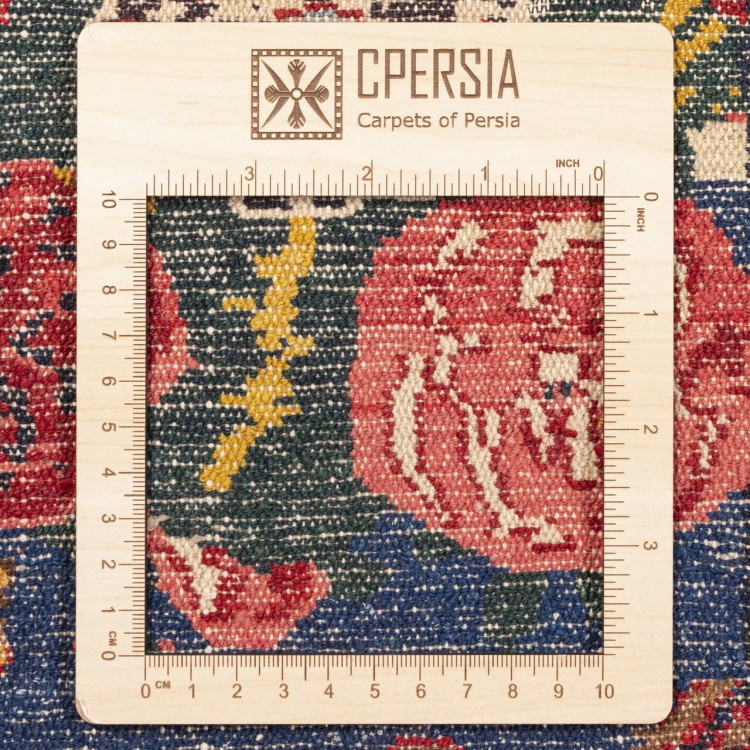 CPERSIA
Carpets of Persia
3 2 1 INCH 0
10 9 8 7 6 5 4 3 2 1 CM 0
0 INCH 1 2 3
0 CM 1 2 3 4 5 6 7 8 9 10